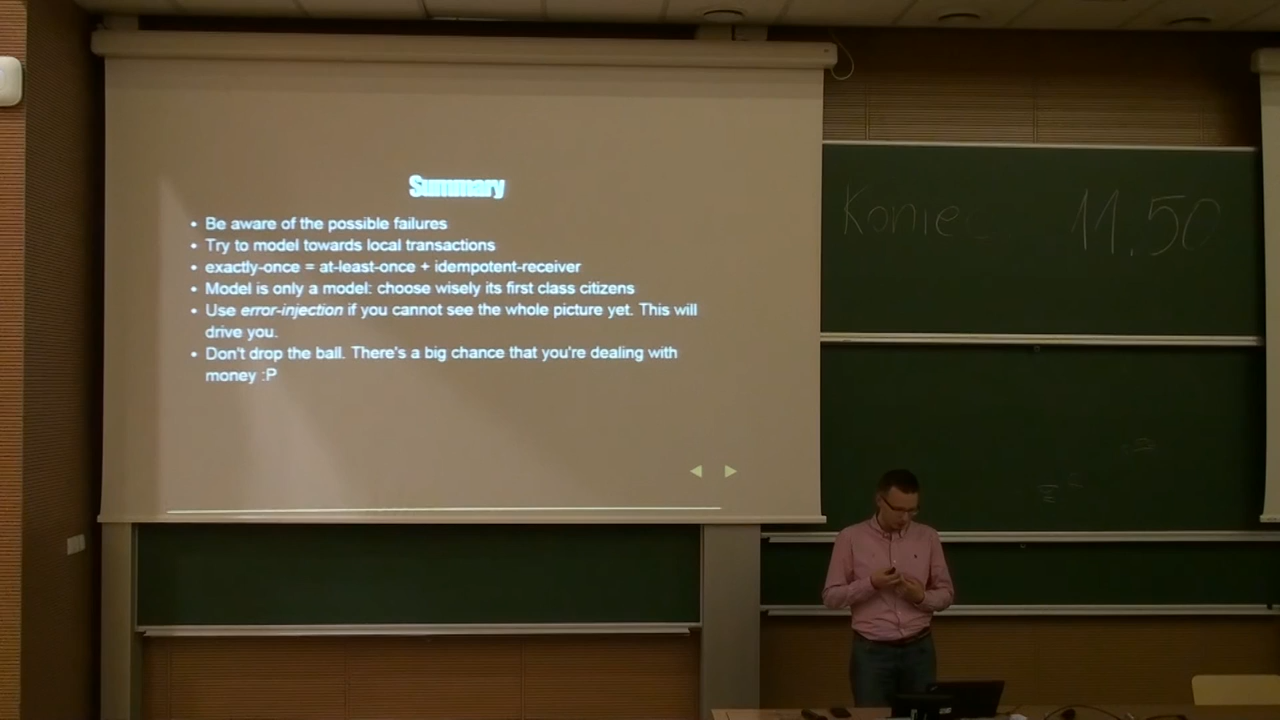 Summary
• Be aware of the possible failures
• Try to model towards local transactions
• exactly-once = at-least-once + idempotent-receiver
• Model is only a model: choose wisely its first class citizens
• Use error-injection if you cannot see the whole picture yet. This will
drive you.
• Don't drop the ball. There's a big chance that you're dealing with
money :P
Koniec 11.50